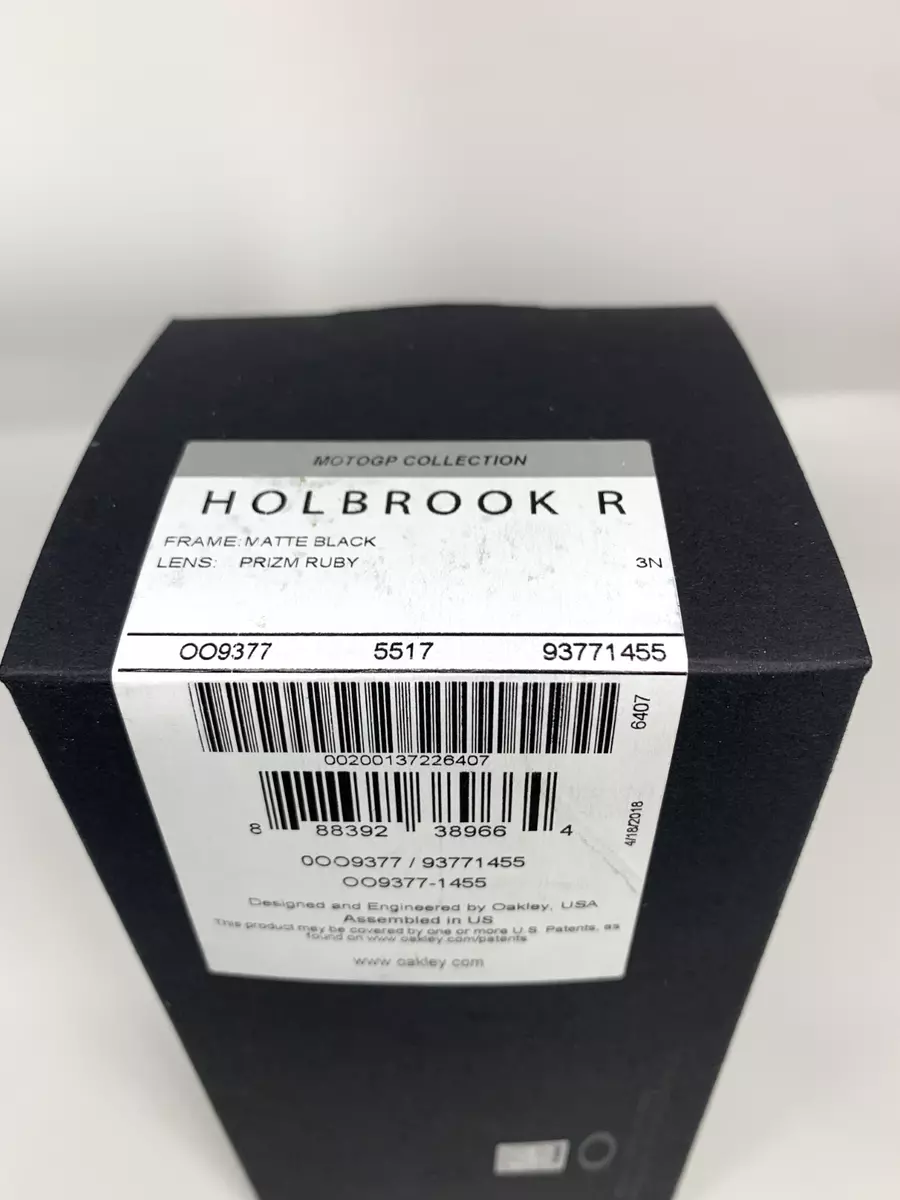 MOTOGP COLLECTION
HOLBROOK R
FRAME: MATTE BLACK
LENS: PRIZM RUBY 3N
OO9377 5517 93771455
6407
00200137226407
8 88392 38966 4
4/18/2018
0OO9377 / 93771455
OO9377-1455
Designed and Engineered by Oakley, USA
Assembled in US
This product may be covered by one or more U.S. Patents, as
found on www.oakley.com/patents
www.oakley.com